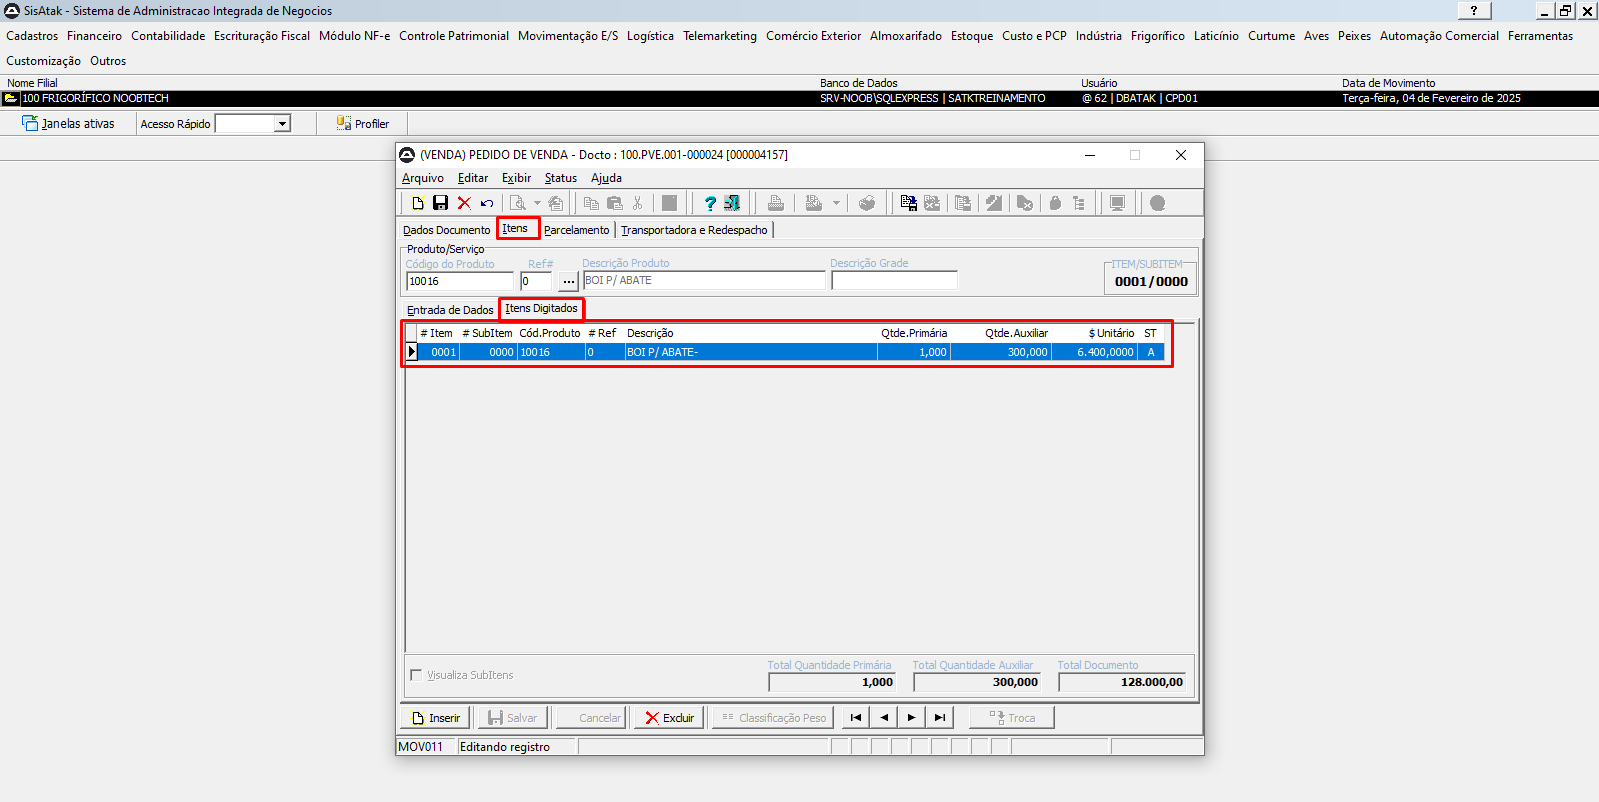 SisAtak - Sistema de Administracao Integrada de Negocios
?
Cadastros Financeiro Contabilidade Escrituração Fiscal Módulo NF-e Controle Patrimonial Movimentação E/S Logística Telemarketing Comércio Exterior Almoxarifado Estoque Custo e PCP Indústria Frigorífico Laticínio Curtume Aves Peixes Automação Comercial Ferramentas
Customização Outros
Nome Filial Banco de Dados Usuário Data de Movimento
100 FRIGORÍFICO NOOBTECH SRV-NOOB\SQLEXPRESS | SATKTREINAMENTO @ 62 | DBATAK | CPD01 Terça-feira, 04 de Fevereiro de 2025
Janelas ativas Acesso Rápido Profiler
(VENDA) PEDIDO DE VENDA - Docto : 100.PVE.001-000024 [000004157]
Arquivo Editar Exibir Status Ajuda
?
Dados Documento Itens Parcelamento Transportadora e Redespacho
Produto/Serviço
Código do Produto Ref# Descrição Produto Descrição Grade ITEM/SUBITEM
10016 0 ... BOI P/ ABATE 0001/0000
Entrada de Dados Itens Digitados
# Item # SubItem Cód.Produto # Ref Descrição Qtde.Primária Qtde.Auxiliar $ Unitário ST
0001 0000 10016 0 BOI P/ ABATE- 1,000 300,000 6.400,0000 A
Total Quantidade Primária Total Quantidade Auxiliar Total Documento
Visualiza SubItens 1,000 300,000 128.000,00
Inserir Salvar Cancelar Excluir Classificação Peso Troca
MOV011 Editando registro